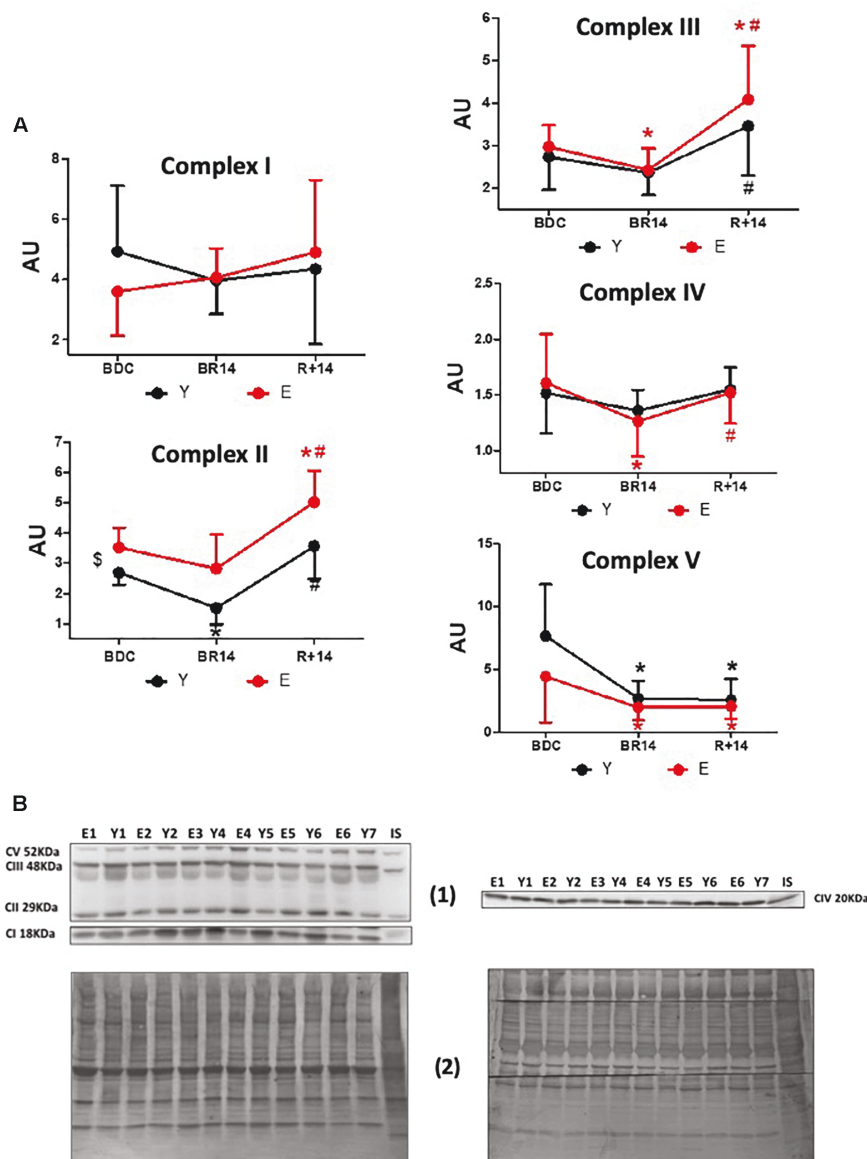 A
Complex I
AU
8
6
4
2
BDC BR14 R+14
Y E
Complex II
AU
7
6
5
4
3
2
1
$
*
* #
#
BDC BR14 R+14
Y E
Complex III
AU
6
5
4
3
2
*
* #
#
BDC BR14 R+14
Y E
Complex IV
AU
2.5
2.0
1.5
1.0
*
#
BDC BR14 R+14
Y E
Complex V
AU
15
10
5
0
* *
* *
BDC BR14 R+14
Y E
B
E1 Y1 E2 Y2 E3 Y4 E4 Y5 E5 Y6 E6 Y7 IS
CV 52KDa
CIII 48KDa
CII 29KDa
CI 18KDa
(1)
E1 Y1 E2 Y2 E3 Y4 E4 Y5 E5 Y6 E6 Y7 IS
CIV 20KDa
(2)